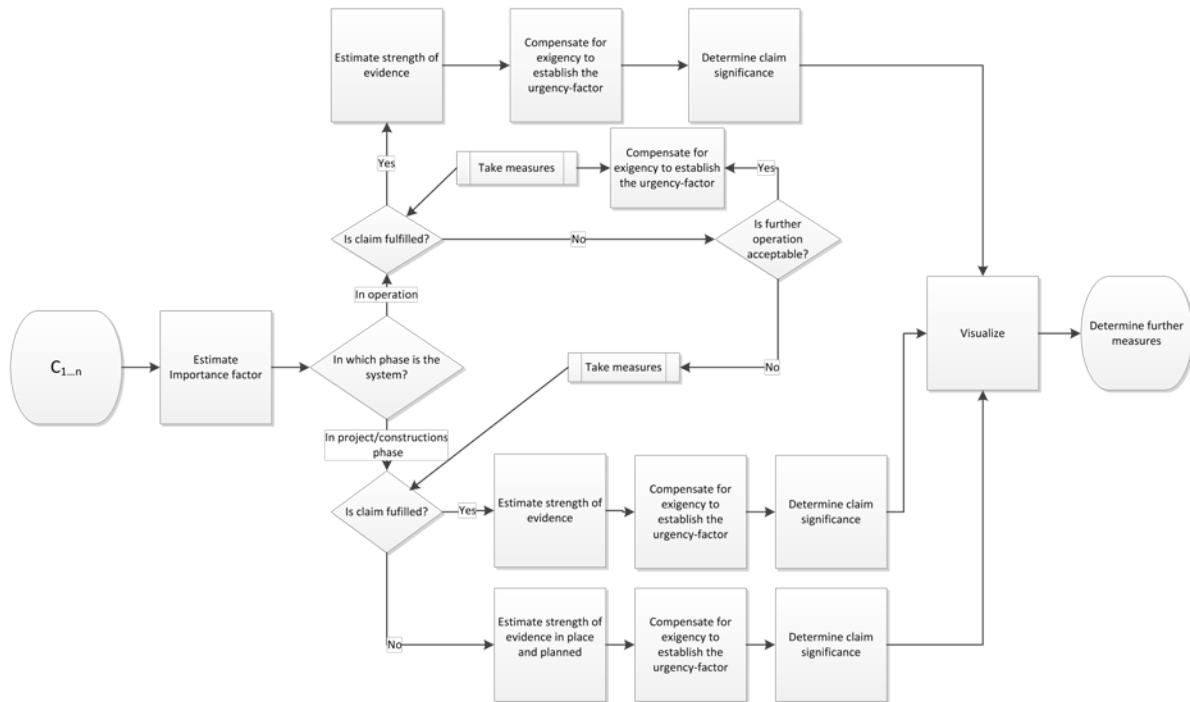 Estimate strength of
evidence
Compensate for
exigency to
establish the
urgency-factor
Determine claim
significance
Yes
Take measures
Compensate for
exigency to establish
the urgency-factor
Yes
Is claim fulfilled?
No
Is further
operation
acceptable?
In operation
C1...n
Estimate
Importance factor
In which phase is the
system?
Take measures
No
Visualize
Determine further
measures
In project/constructions
phase
Is claim fufilled?
Yes
Estimate strength of
evidence
Compensate for
exigency to
establish the
urgency-factor
Determine claim
significance
No
Estimate strength of
evidence in place
and planned
Compensate for
exigency to
establish the
urgency-factor
Determine claim
significance